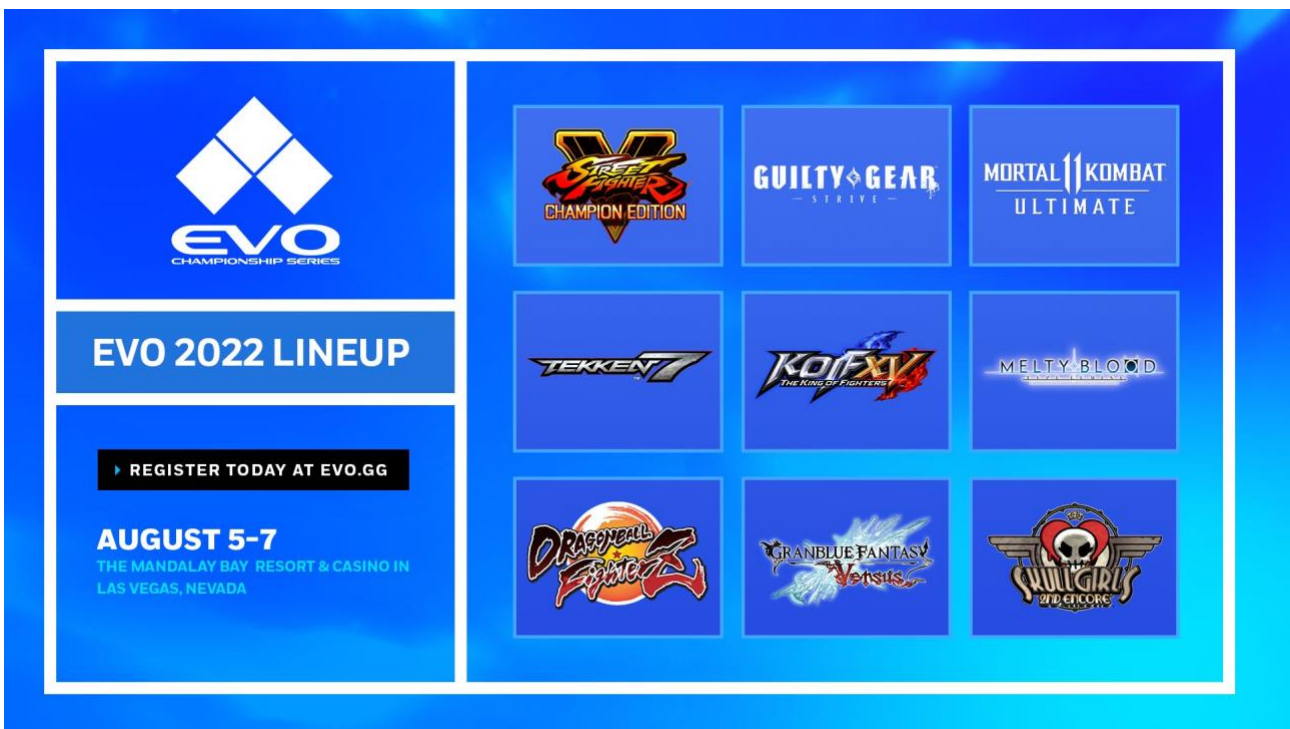 EVO
CHAMPIONSHIP SERIES
EVO 2022 LINEUP
REGISTER TODAY AT EVO.GG
AUGUST 5-7
THE MANDALAY BAY RESORT & CASINO IN
LAS VEGAS, NEVADA
V
STREET
FIGHTER
CHAMPION EDITION
GUILTY GEAR
STRIVE
MORTAL 11 KOMBAT
ULTIMATE
TEKKEN 7
KOFXV
THE KING OF FIGHTERS
MELTY BLOOD
DRAGONBALL
FIGHTERZ
GRANBLUE FANTASY
Versus
SKULLGIRLS
2ND ENCORE